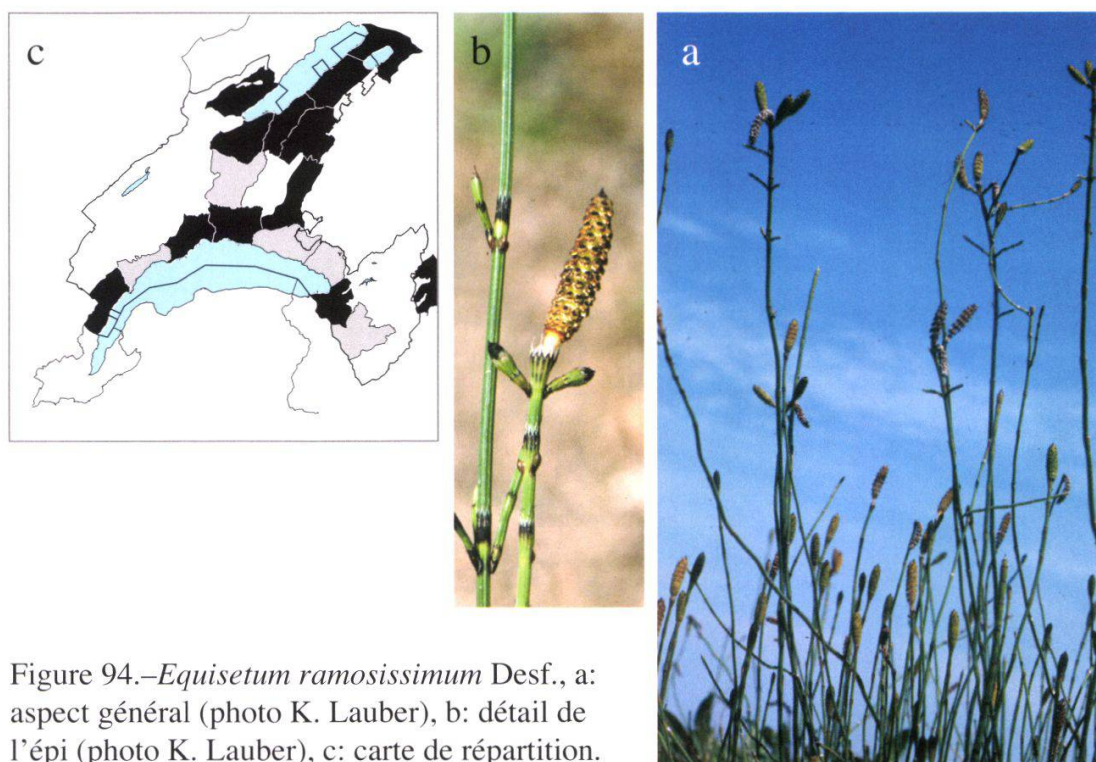 c
b
a
Figure 94.–Equisetum ramosissimum Desf., a:
aspect général (photo K. Lauber), b: détail de
l'épi (photo K. Lauber), c: carte de répartition.